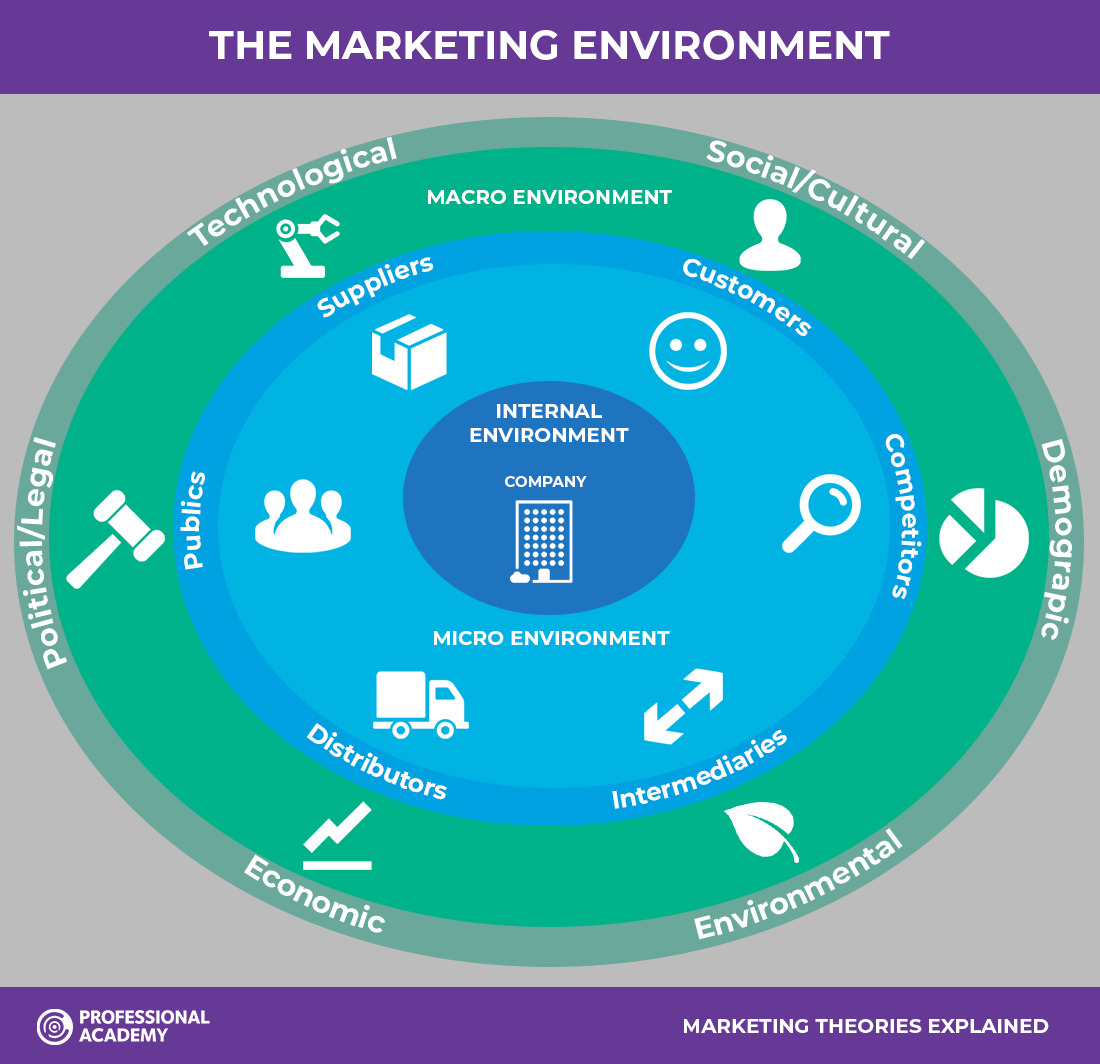 THE MARKETING ENVIRONMENT
Technological
Social/Cultural
MACRO ENVIRONMENT
Suppliers
Customers
INTERNAL
ENVIRONMENT
COMPANY
Political/Legal
Publics
Competitors
Demograpic
MICRO ENVIRONMENT
Distributors
Intermediaries
Economic
Environmental
PROFESSIONAL
ACADEMY
MARKETING THEORIES EXPLAINED